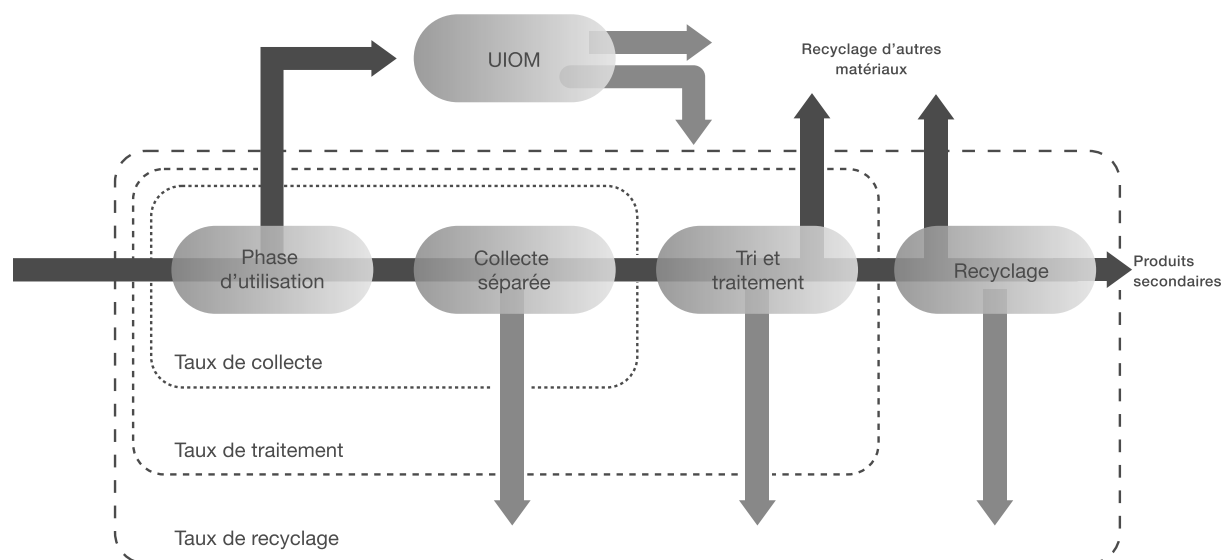 UIOM
Recyclage d’autres
matériaux
Phase
d’utilisation
Collecte
séparée
Tri et
traitement
Recyclage
Produits
secondaires
Taux de collecte
Taux de traitement
Taux de recyclage